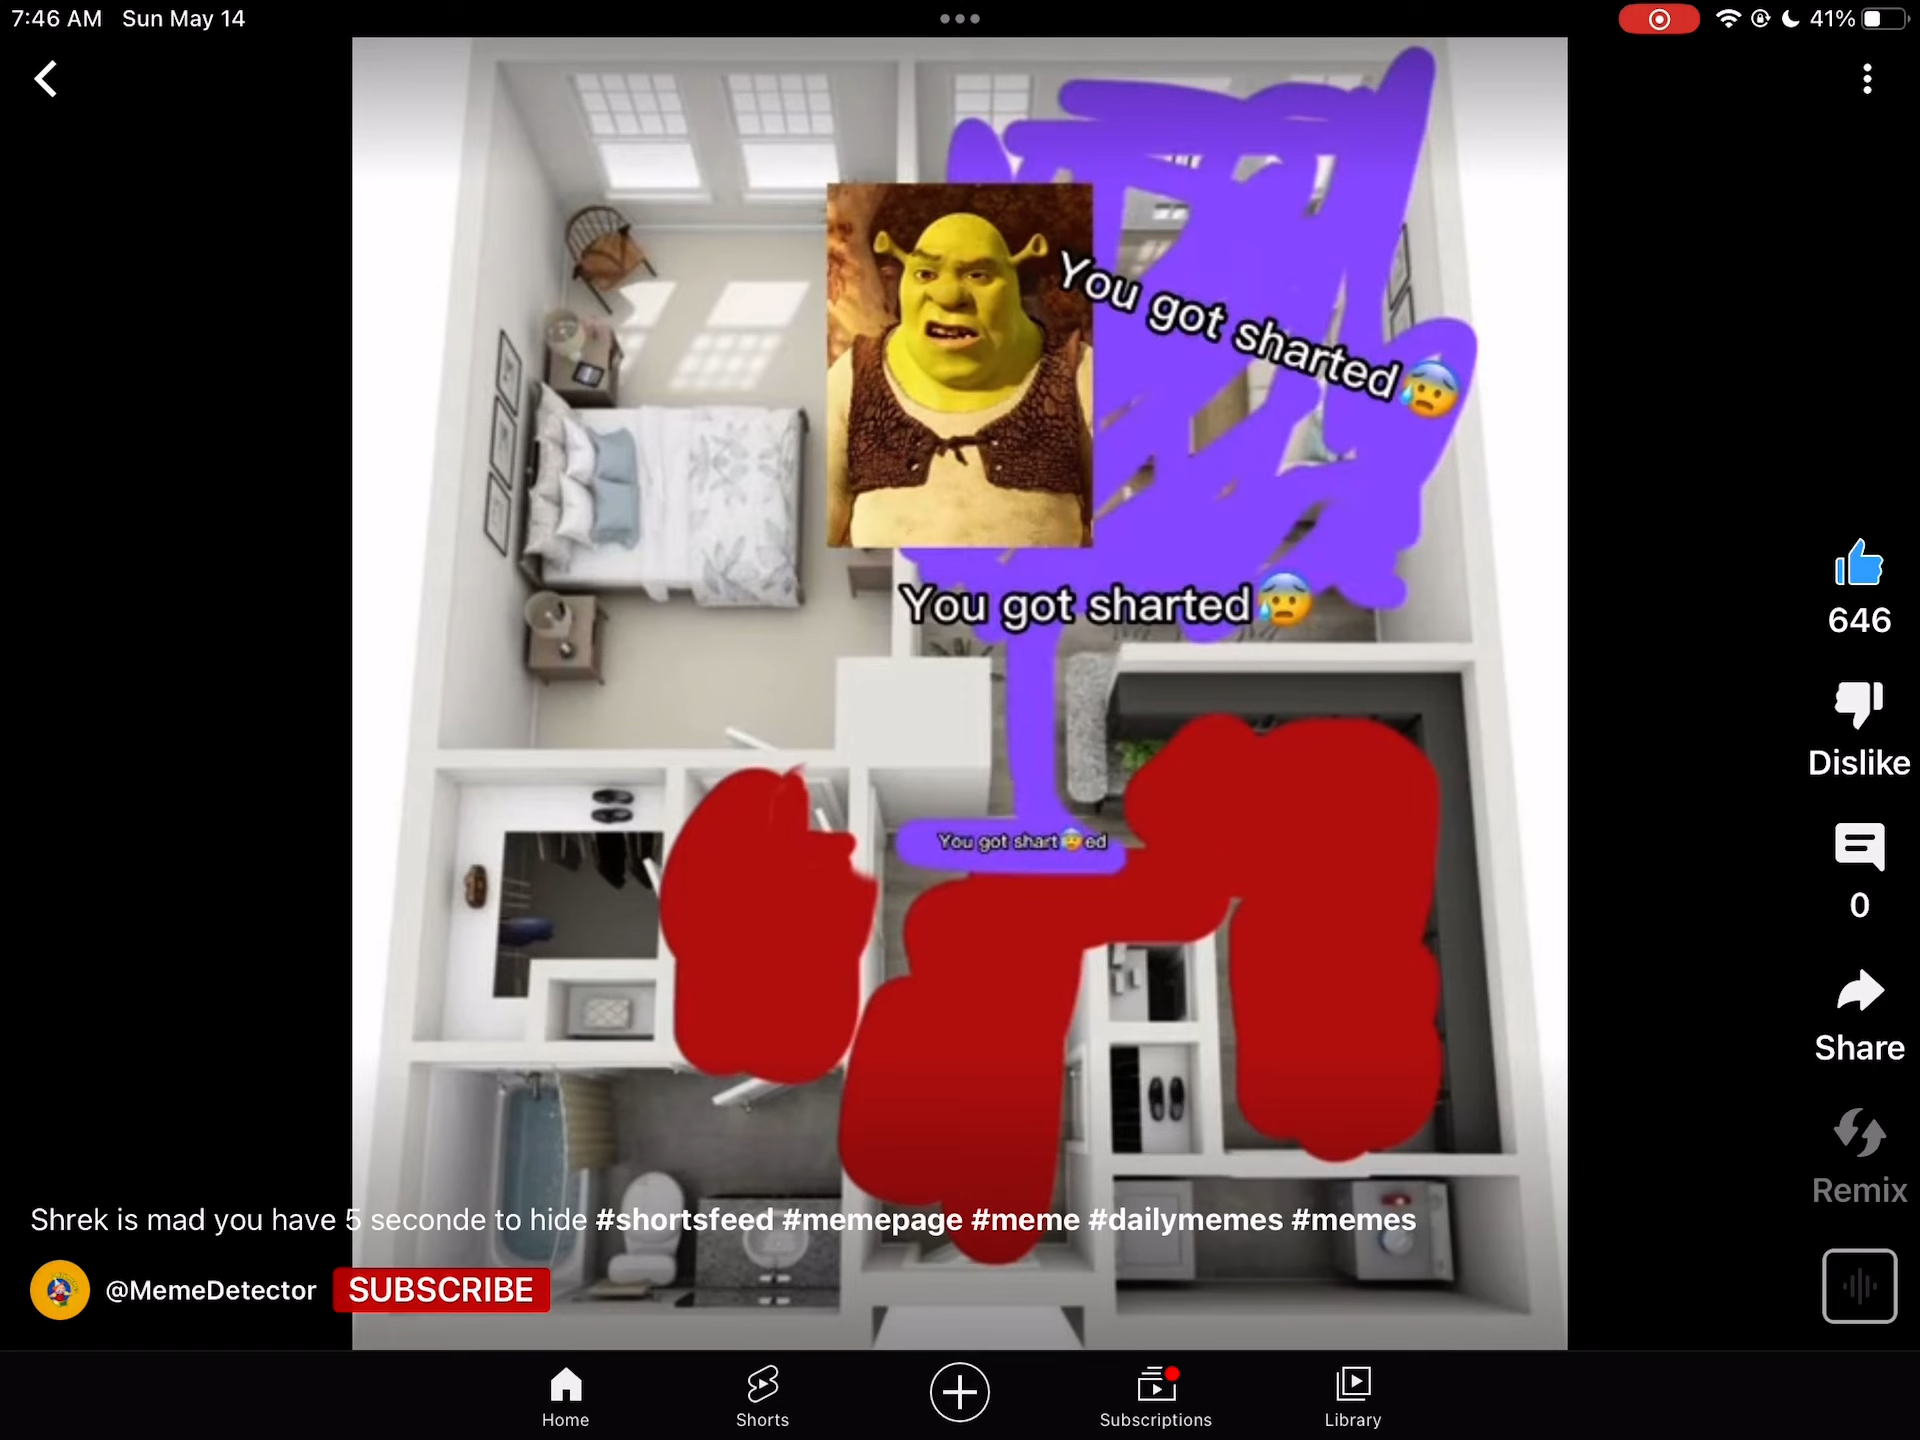 7:46 AM Sun May 14
41%
You got sharted😰
You got sharted😰
You got shart😰ed
646
Dislike
0
Share
Remix
Shrek is mad you have 5 seconde to hide #shortsfeed #memepage #meme #dailymemes #memes
@MemeDetector SUBSCRIBE
Home Shorts Subscriptions Library